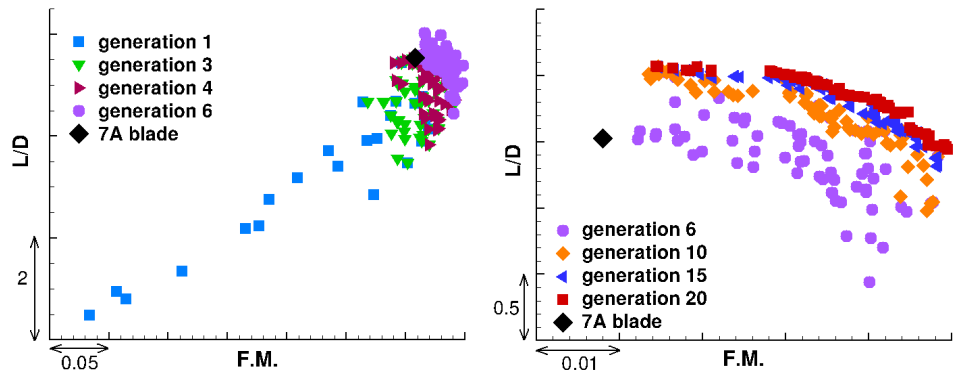 generation 1
generation 3
generation 4
generation 6
7A blade
L/D
2
0.05
F.M.
L/D
generation 6
generation 10
generation 15
generation 20
7A blade
0.5
0.01
F.M.